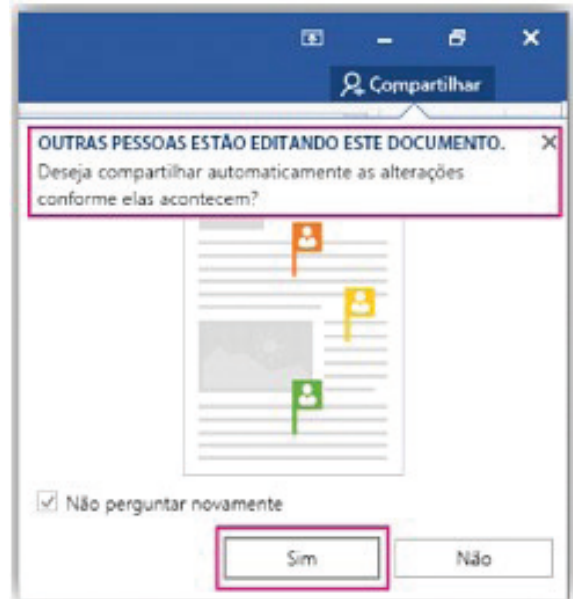 Compartilhar
OUTRAS PESSOAS ESTÃO EDITANDO ESTE DOCUMENTO.
Deseja compartilhar automaticamente as alterações
conforme elas acontecem?
Não perguntar novamente
Sim Não